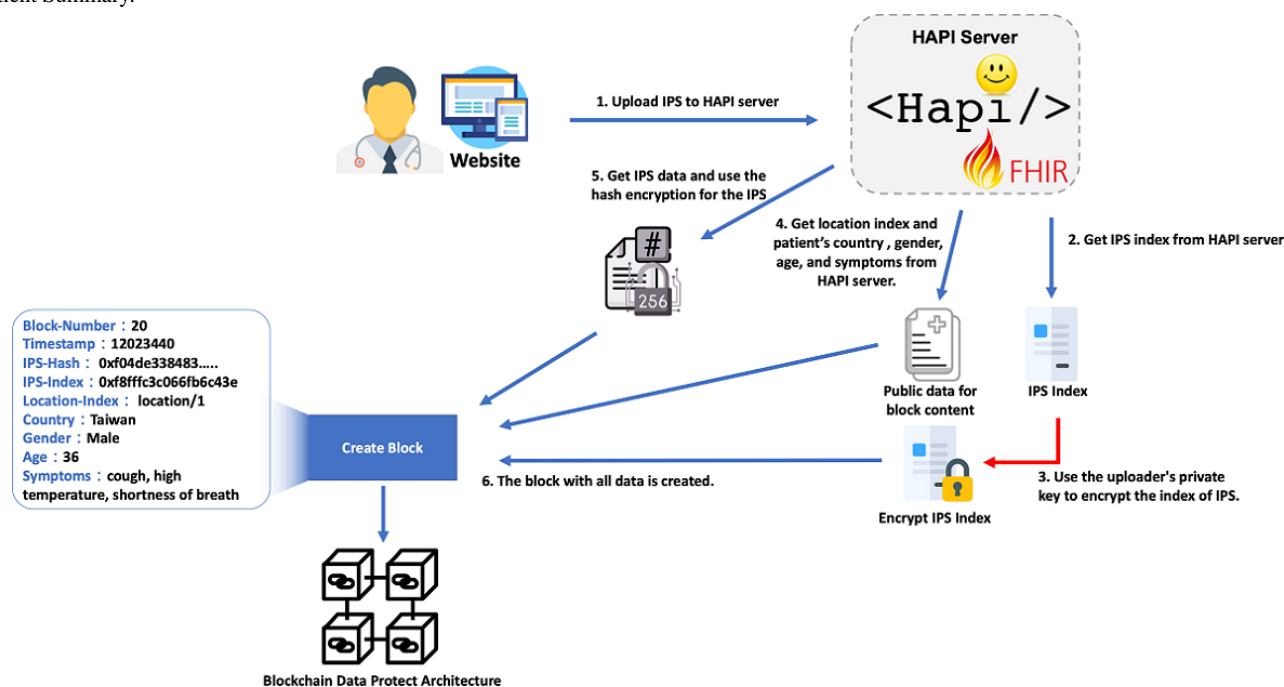 ient Summary.
HAPI Server
<Hapi/>
FHIR
Website
1. Upload IPS to HAPI server
5. Get IPS data and use the
hash encryption for the IPS
#
256
4. Get location index and
patient's country , gender,
age, and symptoms from
HAPI server.
2. Get IPS index from HAPI server
Block-Number：20
Timestamp：12023440
IPS-Hash：0xf04de338483.....
IPS-Index：0xf8fffc3c066fb6c43e
Location-Index：location/1
Country：Taiwan
Gender：Male
Age：36
Symptoms：cough, high
temperature, shortness of breath
Public data for
block content
IPS Index
Create Block
6. The block with all data is created.
3. Use the uploader's private
key to encrypt the index of IPS.
Encrypt IPS Index
Blockchain Data Protect Architecture